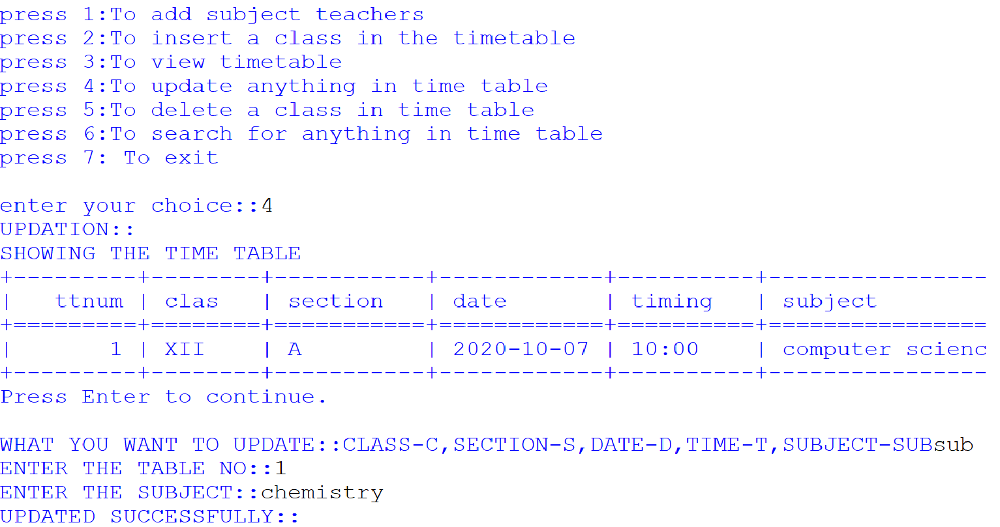 press 1:To add subject teachers
press 2:To insert a class in the timetable
press 3:To view timetable
press 4:To update anything in time table
press 5:To delete a class in time table
press 6:To search for anything in time table
press 7: To exit
enter your choice::4
UPDATION::
SHOWING THE TIME TABLE
+---------+--------+-----------+------------+----------+----------------
|   ttnum | clas   | section   | date       | timing   | subject
+=========+========+===========+============+==========+================
|       1 | XII    | A         | 2020-10-07 | 10:00    | computer scienc
+---------+--------+-----------+------------+----------+----------------
Press Enter to continue.
WHAT YOU WANT TO UPDATE::CLASS-C,SECTION-S,DATE-D,TIME-T,SUBJECT-SUBsub
ENTER THE TABLE NO::1
ENTER THE SUBJECT::chemistry
UPDATED SUCCESSFULLY::